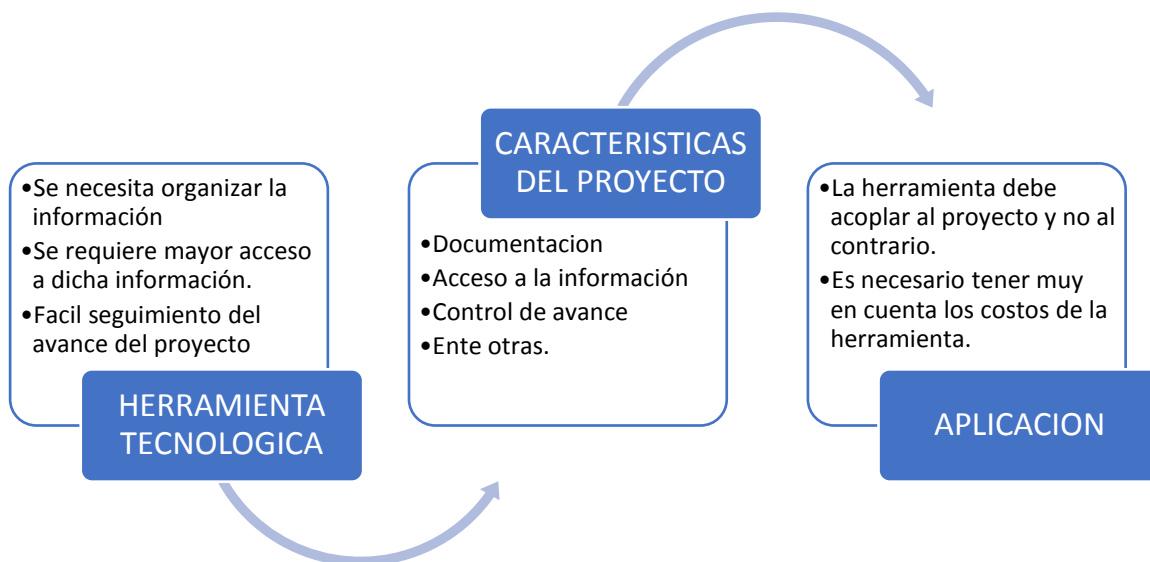 •Se necesita organizar la
información
•Se requiere mayor acceso
a dicha información.
•Facil seguimiento del
avance del proyecto
HERRAMIENTA
TECNOLOGICA
CARACTERISTICAS
DEL PROYECTO
•Documentacion
•Acceso a la información
•Control de avance
•Ente otras.
•La herramienta debe
acoplar al proyecto y no al
contrario.
•Es necesario tener muy
en cuenta los costos de la
herramienta.
APLICACION